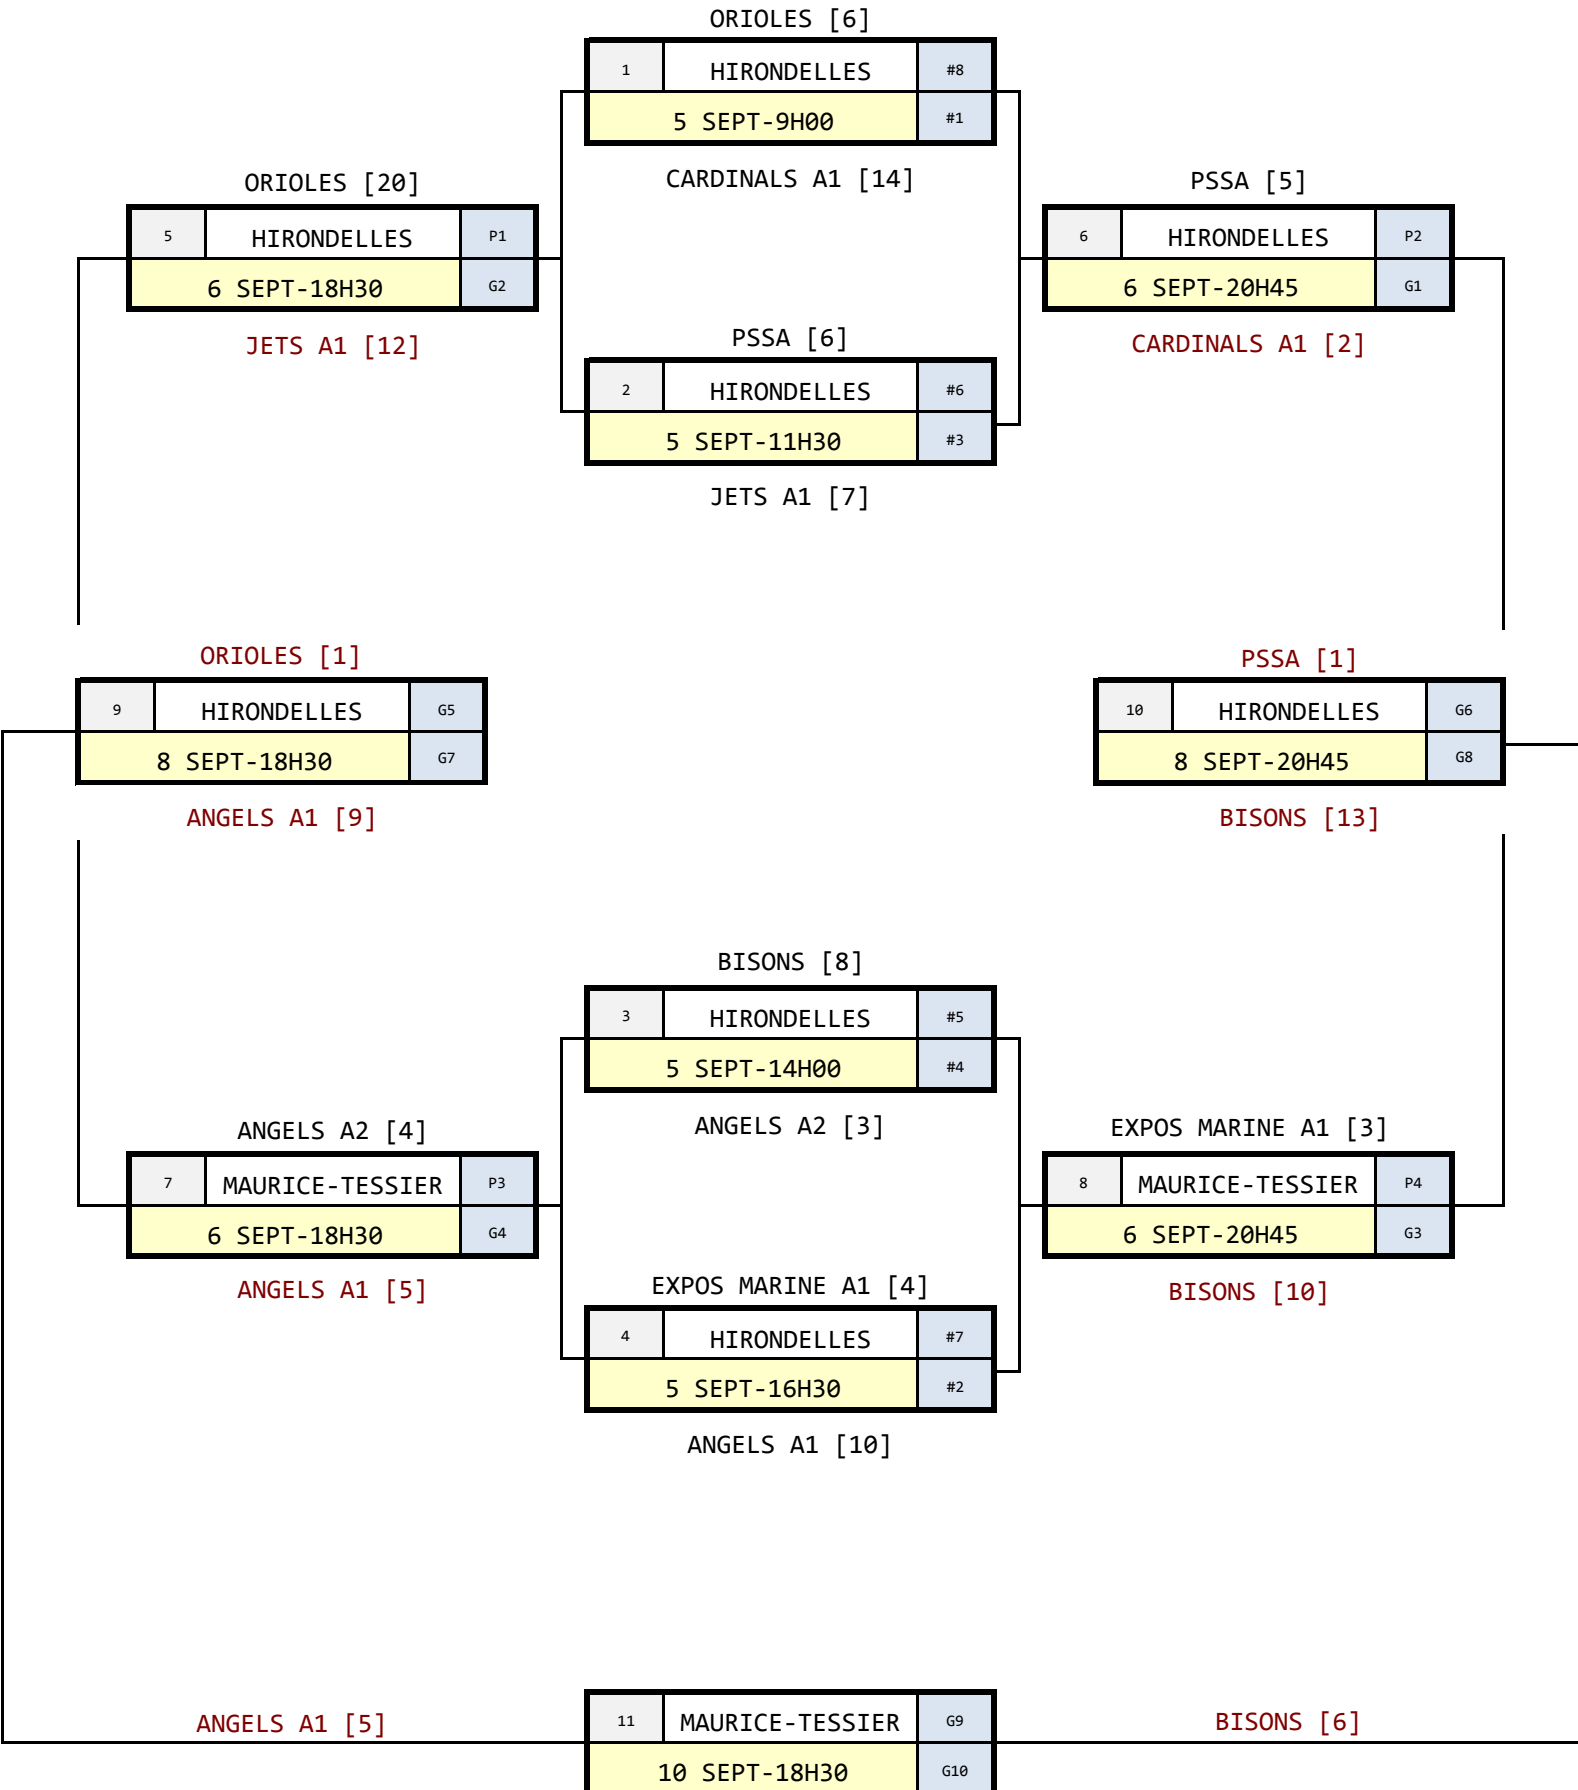 ORIOLES [6]
1 HIRONDELLES #8
5 SEPT-9H00 #1
CARDINALS A1 [14]
ORIOLES [20]
5 HIRONDELLES P1
6 SEPT-18H30 G2
JETS A1 [12]
PSSA [5]
6 HIRONDELLES P2
6 SEPT-20H45 G1
CARDINALS A1 [2]
PSSA [6]
2 HIRONDELLES #6
5 SEPT-11H30 #3
JETS A1 [7]
ORIOLES [1]
9 HIRONDELLES G5
8 SEPT-18H30 G7
ANGELS A1 [9]
PSSA [1]
10 HIRONDELLES G6
8 SEPT-20H45 G8
BISONS [13]
BISONS [8]
3 HIRONDELLES #5
5 SEPT-14H00 #4
ANGELS A2 [3]
ANGELS A2 [4]
7 MAURICE-TESSIER P3
6 SEPT-18H30 G4
ANGELS A1 [5]
EXPOS MARINE A1 [3]
8 MAURICE-TESSIER P4
6 SEPT-20H45 G3
BISONS [10]
EXPOS MARINE A1 [4]
4 HIRONDELLES #7
5 SEPT-16H30 #2
ANGELS A1 [10]
ANGELS A1 [5]
11 MAURICE-TESSIER G9
10 SEPT-18H30 G10
BISONS [6]